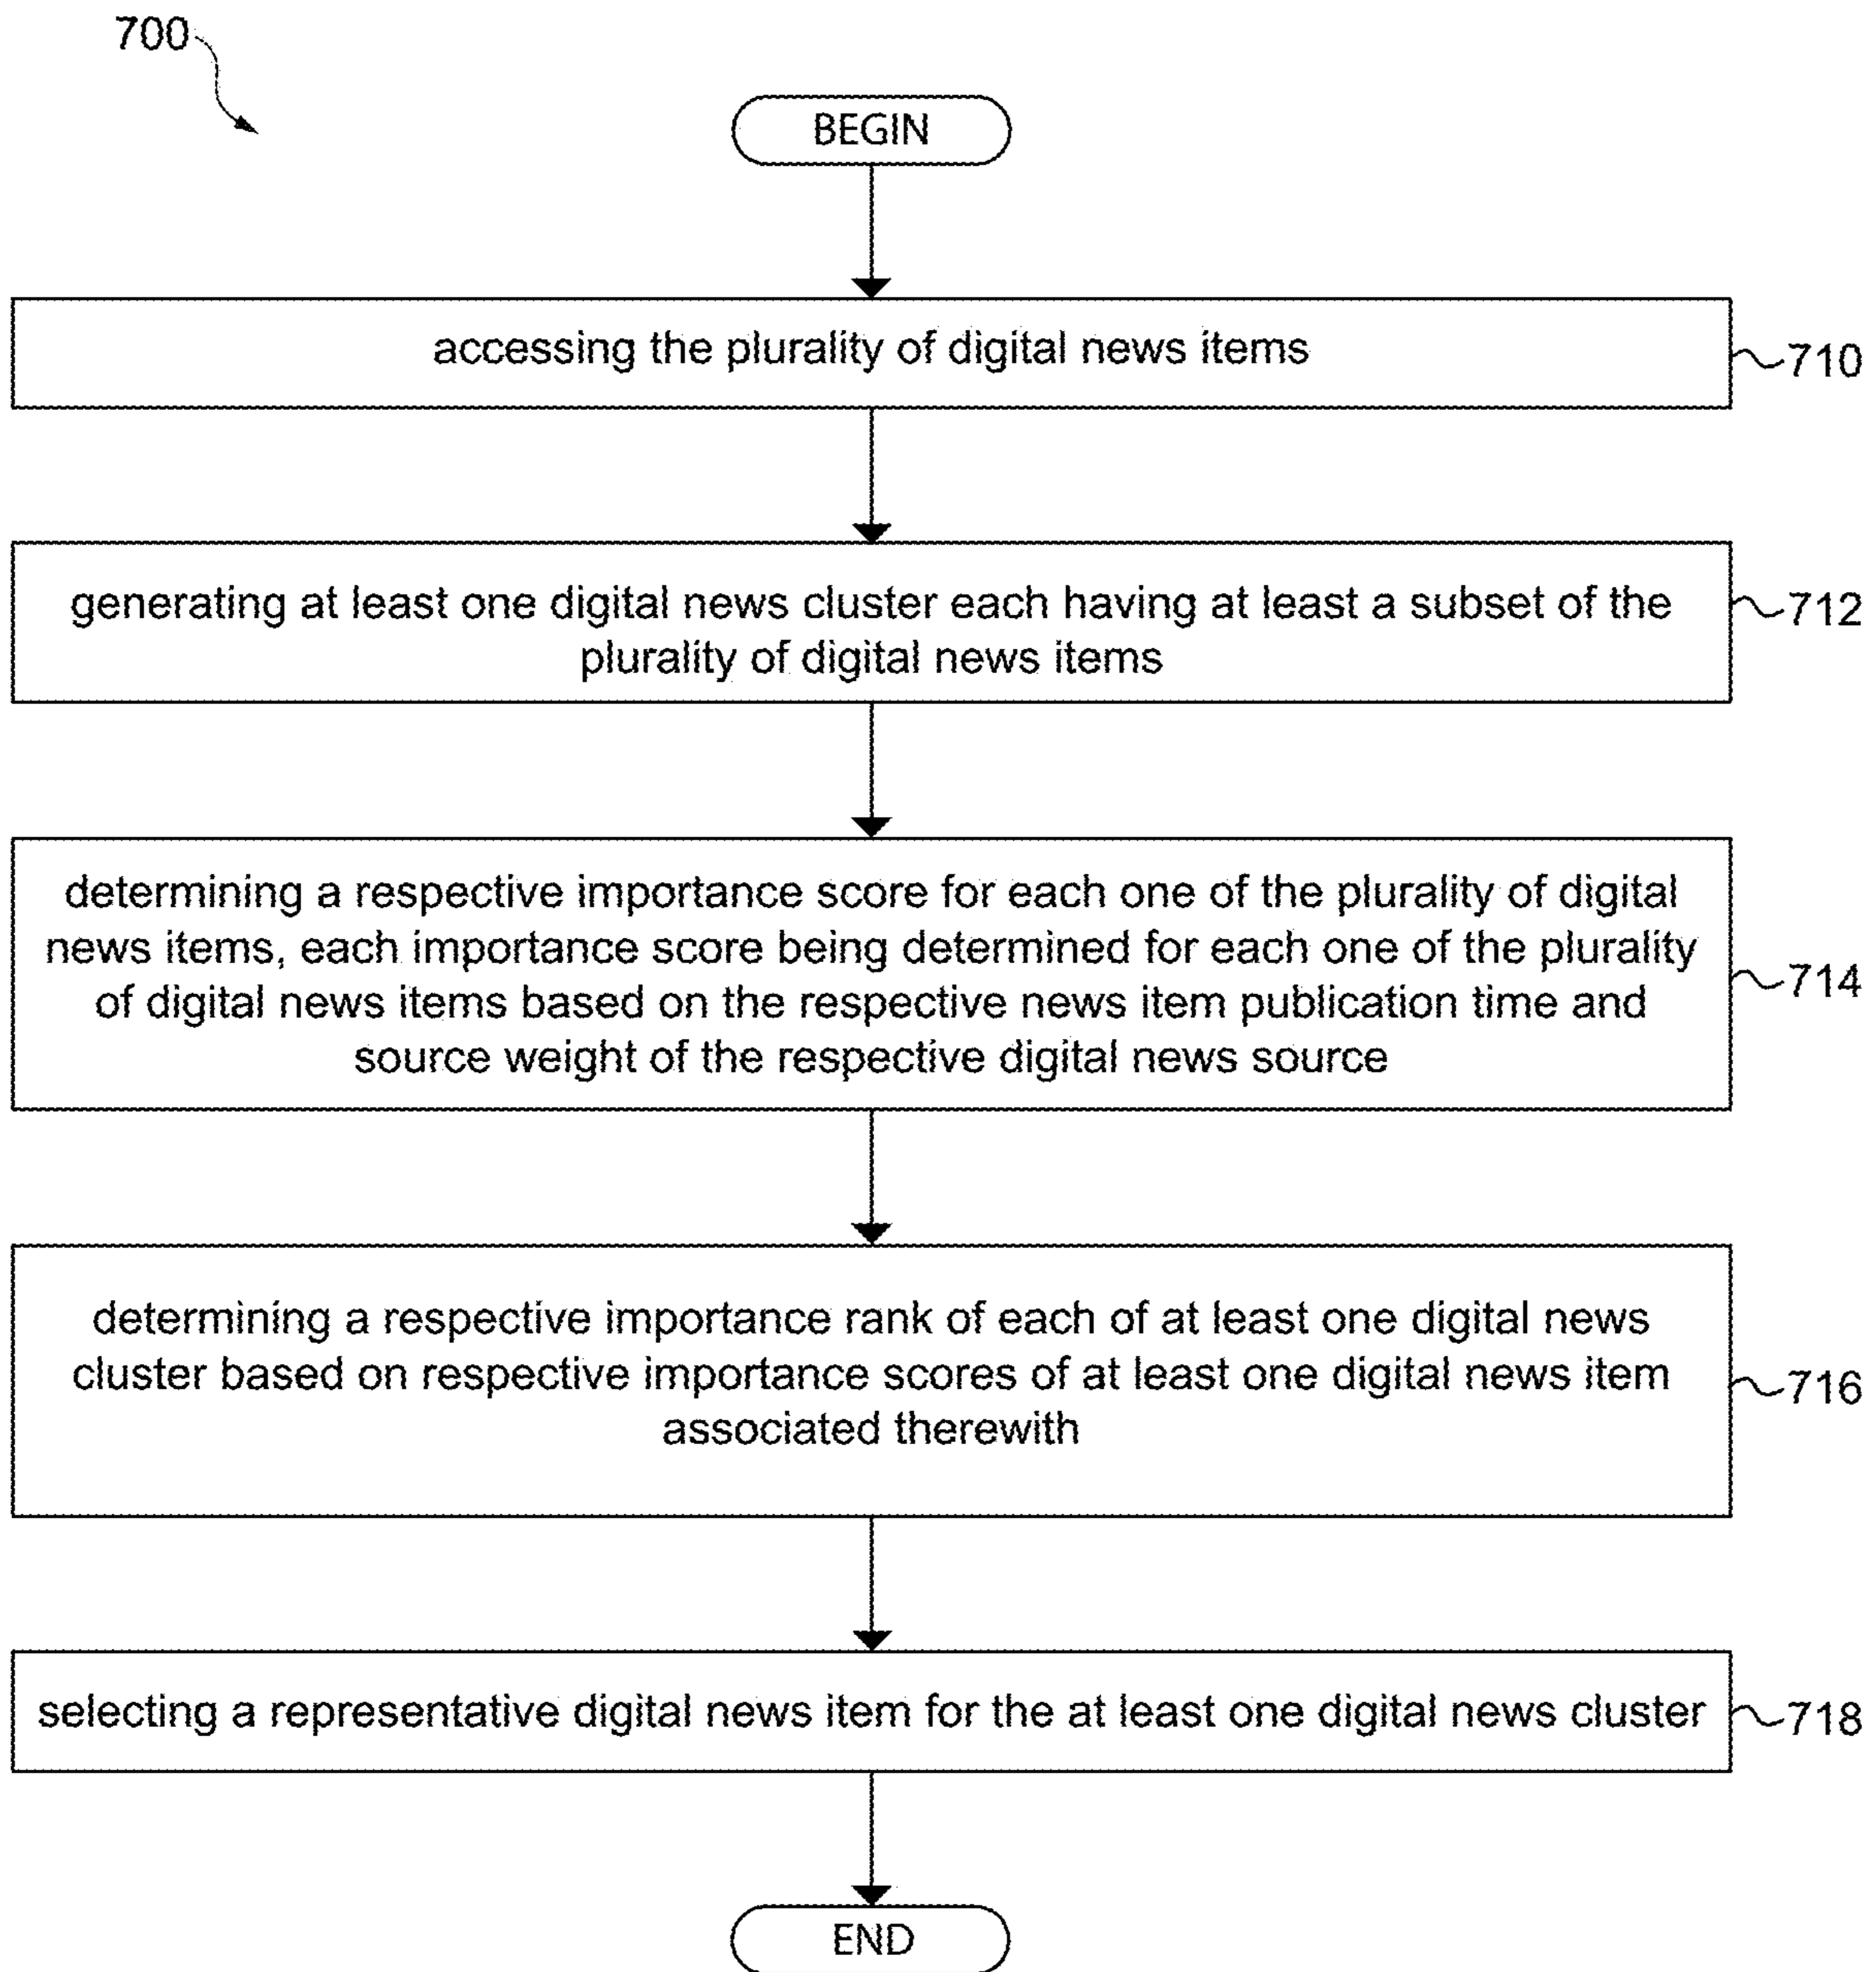 700
BEGIN
accessing the plurality of digital news items
710
generating at least one digital news cluster each having at least a subset of the
plurality of digital news items
712
determining a respective importance score for each one of the plurality of digital
news items, each importance score being determined for each one of the plurality
of digital news items based on the respective news item publication time and
source weight of the respective digital news source
714
determining a respective importance rank of each of at least one digital news
cluster based on respective importance scores of at least one digital news item
associated therewith
716
selecting a representative digital news item for the at least one digital news cluster
718
END